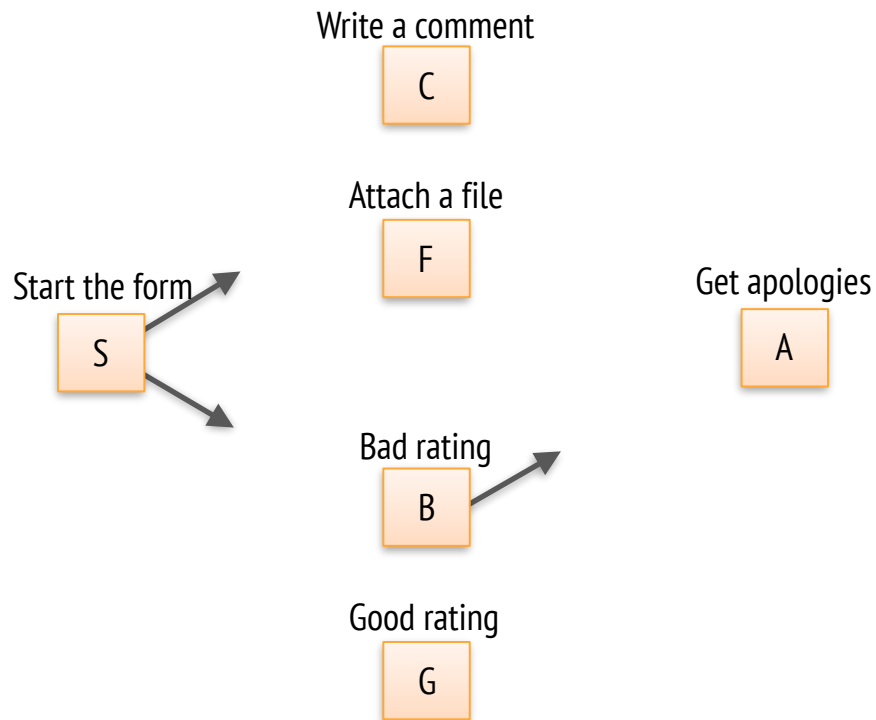 Write a comment
C
Attach a file
F
Start the form
S
Get apologies
A
Bad rating
B
Good rating
G